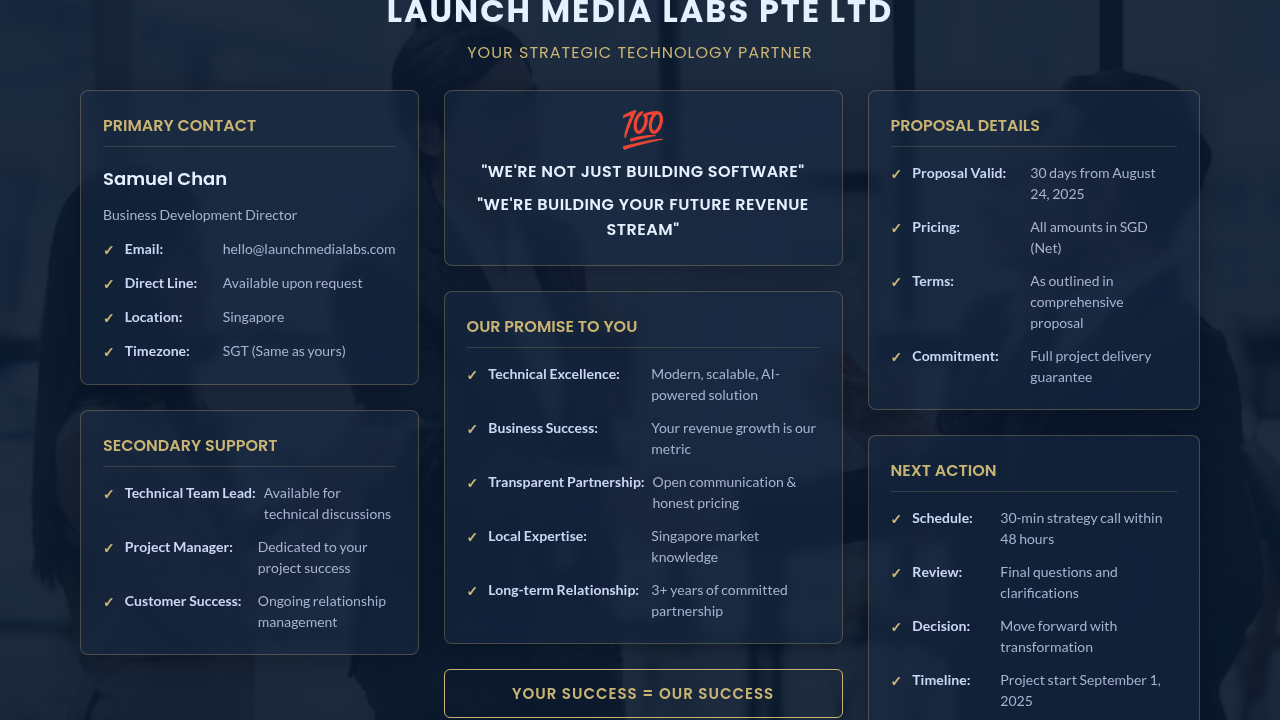 LAUNCH MEDIA LABS PTE LTD
YOUR STRATEGIC TECHNOLOGY PARTNER
PRIMARY CONTACT
Samuel Chan
Business Development Director
✓ Email: hello@launchmedialabs.com
✓ Direct Line: Available upon request
✓ Location: Singapore
✓ Timezone: SGT (Same as yours)
SECONDARY SUPPORT
✓ Technical Team Lead: Available for
technical discussions
✓ Project Manager: Dedicated to your
project success
✓ Customer Success: Ongoing relationship
management
💯
"WE'RE NOT JUST BUILDING SOFTWARE"
"WE'RE BUILDING YOUR FUTURE REVENUE
STREAM"
OUR PROMISE TO YOU
✓ Technical Excellence: Modern, scalable, AI-
powered solution
✓ Business Success: Your revenue growth is our
metric
✓ Transparent Partnership: Open communication &
honest pricing
✓ Local Expertise: Singapore market
knowledge
✓ Long-term Relationship: 3+ years of committed
partnership
YOUR SUCCESS = OUR SUCCESS
PROPOSAL DETAILS
✓ Proposal Valid: 30 days from August
24, 2025
✓ Pricing: All amounts in SGD
(Net)
✓ Terms: As outlined in
comprehensive
proposal
✓ Commitment: Full project delivery
guarantee
NEXT ACTION
✓ Schedule: 30-min strategy call within
48 hours
✓ Review: Final questions and
clarifications
✓ Decision: Move forward with
transformation
✓ Timeline: Project start September 1,
2025